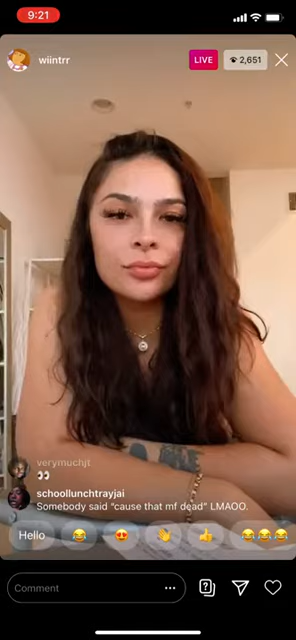 9:21
wiintrr
LIVE
2,651
verymuchjt
👀
schoollunchtrayjai
Somebody said "cause that mf dead" LMAOO.
Hello 😂 😍 👋 👍 😂😂😂
Comment